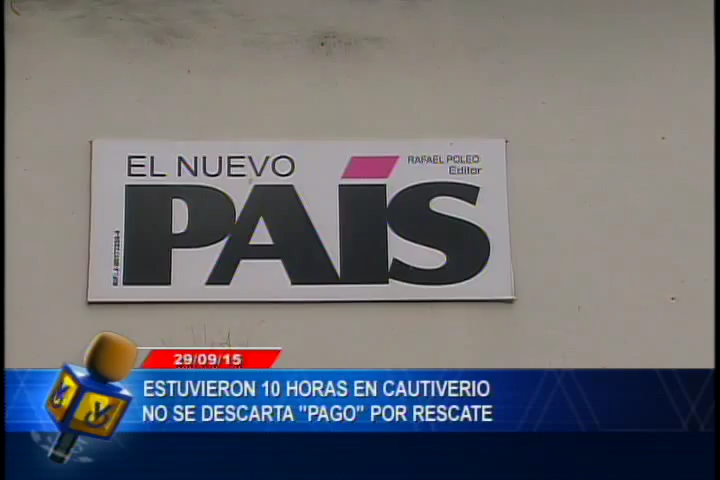 EL NUEVO
RAFAEL POLEO
Editor
PAÍS
29/09/15
ESTUVIERON 10 HORAS EN CAUTIVERIO
NO SE DESCARTA "PAGO" POR RESCATE